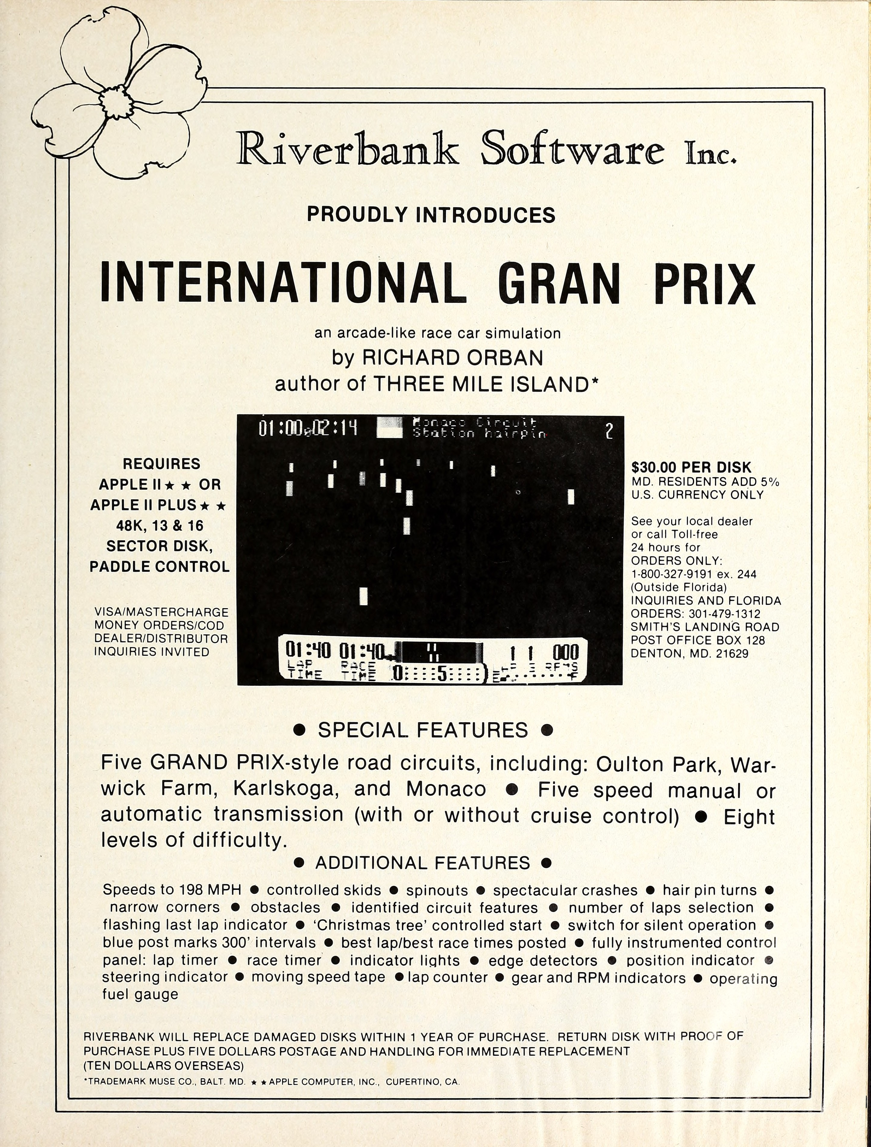 Riverbank Software Inc.
PROUDLY INTRODUCES
INTERNATIONAL GRAN PRIX
an arcade-like race car simulation
by RICHARD ORBAN
author of THREE MILE ISLAND*
REQUIRES
APPLE II★★ OR
APPLE II PLUS★★
48K, 13 & 16
SECTOR DISK,
PADDLE CONTROL
VISA/MASTERCHARGE
MONEY ORDERS/COD
DEALER/DISTRIBUTOR
INQUIRIES INVITED
01:00 02:14 Monaco Circuit 2
Station hairpin
01:40 01:40 1 1 000
LAP RACE
TIME TIME 0 5
$30.00 PER DISK
MD. RESIDENTS ADD 5%
U.S. CURRENCY ONLY
See your local dealer
or call Toll-free
24 hours for
ORDERS ONLY:
1-800-327-9191 ex. 244
(Outside Florida)
INQUIRIES AND FLORIDA
ORDERS: 301-479-1312
SMITH'S LANDING ROAD
POST OFFICE BOX 128
DENTON, MD. 21629
● SPECIAL FEATURES ●
Five GRAND PRIX-style road circuits, including: Oulton Park, War-
wick Farm, Karlskoga, and Monaco ● Five speed manual or
automatic transmission (with or without cruise control) ● Eight
levels of difficulty.
● ADDITIONAL FEATURES ●
Speeds to 198 MPH ● controlled skids ● spinouts ● spectacular crashes ● hair pin turns ●
narrow corners ● obstacles ● identified circuit features ● number of laps selection ●
flashing last lap indicator ● 'Christmas tree' controlled start ● switch for silent operation ●
blue post marks 300' intervals ● best lap/best race times posted ● fully instrumented control
panel: lap timer ● race timer ● indicator lights ● edge detectors ● position indicator ●
steering indicator ● moving speed tape ● lap counter ● gear and RPM indicators ● operating
fuel gauge
RIVERBANK WILL REPLACE DAMAGED DISKS WITHIN 1 YEAR OF PURCHASE. RETURN DISK WITH PROOF OF
PURCHASE PLUS FIVE DOLLARS POSTAGE AND HANDLING FOR IMMEDIATE REPLACEMENT
(TEN DOLLARS OVERSEAS)
*TRADEMARK MUSE CO., BALT. MD. ★★APPLE COMPUTER, INC., CUPERTINO, CA.